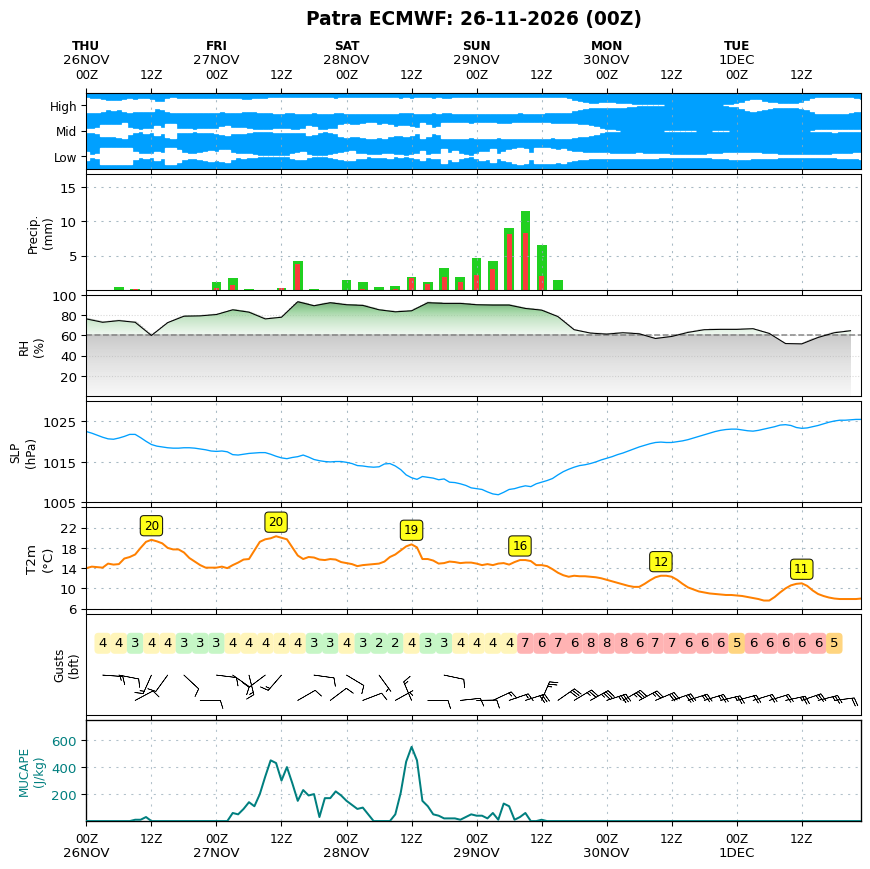 Patra ECMWF: 26-11-2026 (00Z)
THU FRI SAT SUN MON TUE
26NOV 27NOV 28NOV 29NOV 30NOV 1DEC
00Z 12Z 00Z 12Z 00Z 12Z 00Z 12Z 00Z 12Z 00Z 12Z
High
Mid
Low
Precip.
(mm)
15
10
5
RH
(%)
100
80
60
40
20
SLP
(hPa)
1025
1015
1005
T2m
(°C)
22
18
14
10
6
20 20 19 16 12 11
Gusts
(bft)
4 4 3 4 4 3 3 3 4 4 4 4 4 3 3 4 3 2 2 4 3 3 4 4 4 4 7 6 7 6 8 8 8 6 7 7 6 6 6 5 6 6 6 6 6 5
MUCAPE
(J/kg)
600
400
200
00Z 12Z 00Z 12Z 00Z 12Z 00Z 12Z 00Z 12Z 00Z 12Z
26NOV 27NOV 28NOV 29NOV 30NOV 1DEC